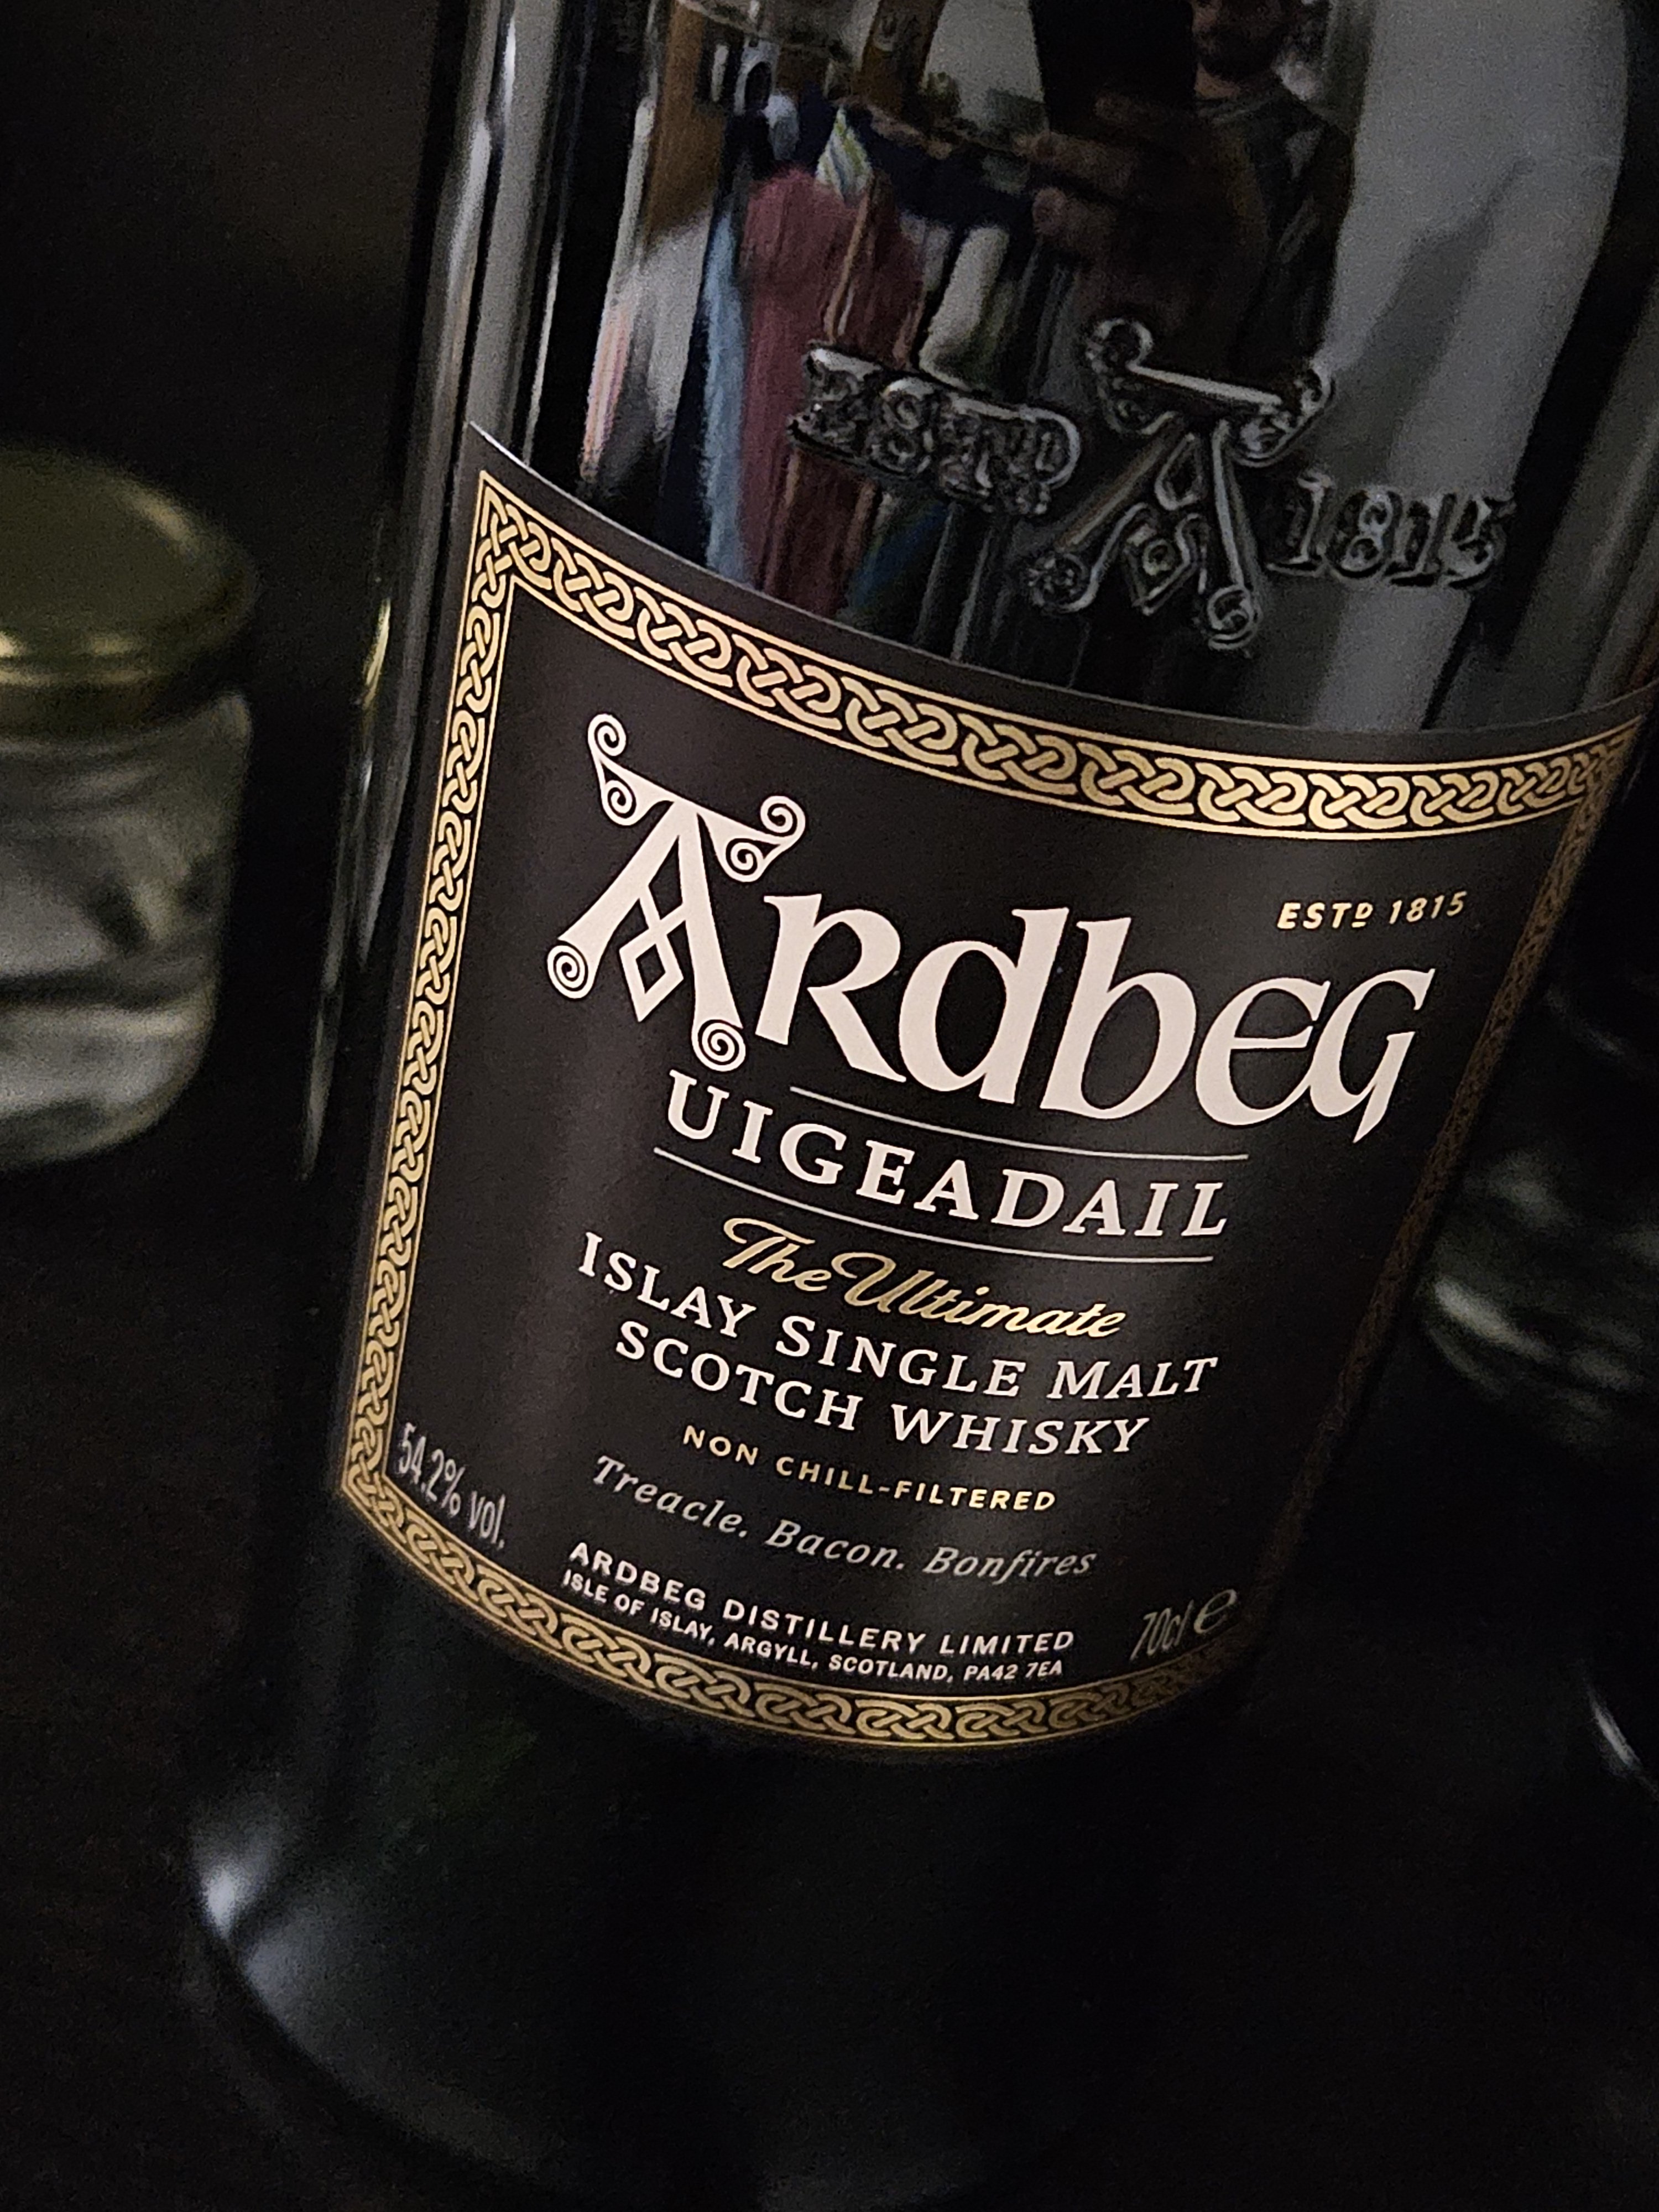 ESTD A 1815
ESTD 1815
Ardbeg
UIGEADAIL
The Ultimate
ISLAY SINGLE MALT
SCOTCH WHISKY
NON CHILL-FILTERED
Treacle. Bacon. Bonfires
54.2% vol.
ARDBEG DISTILLERY LIMITED
ISLE OF ISLAY, ARGYLL, SCOTLAND, PA42 7EA
70cl e